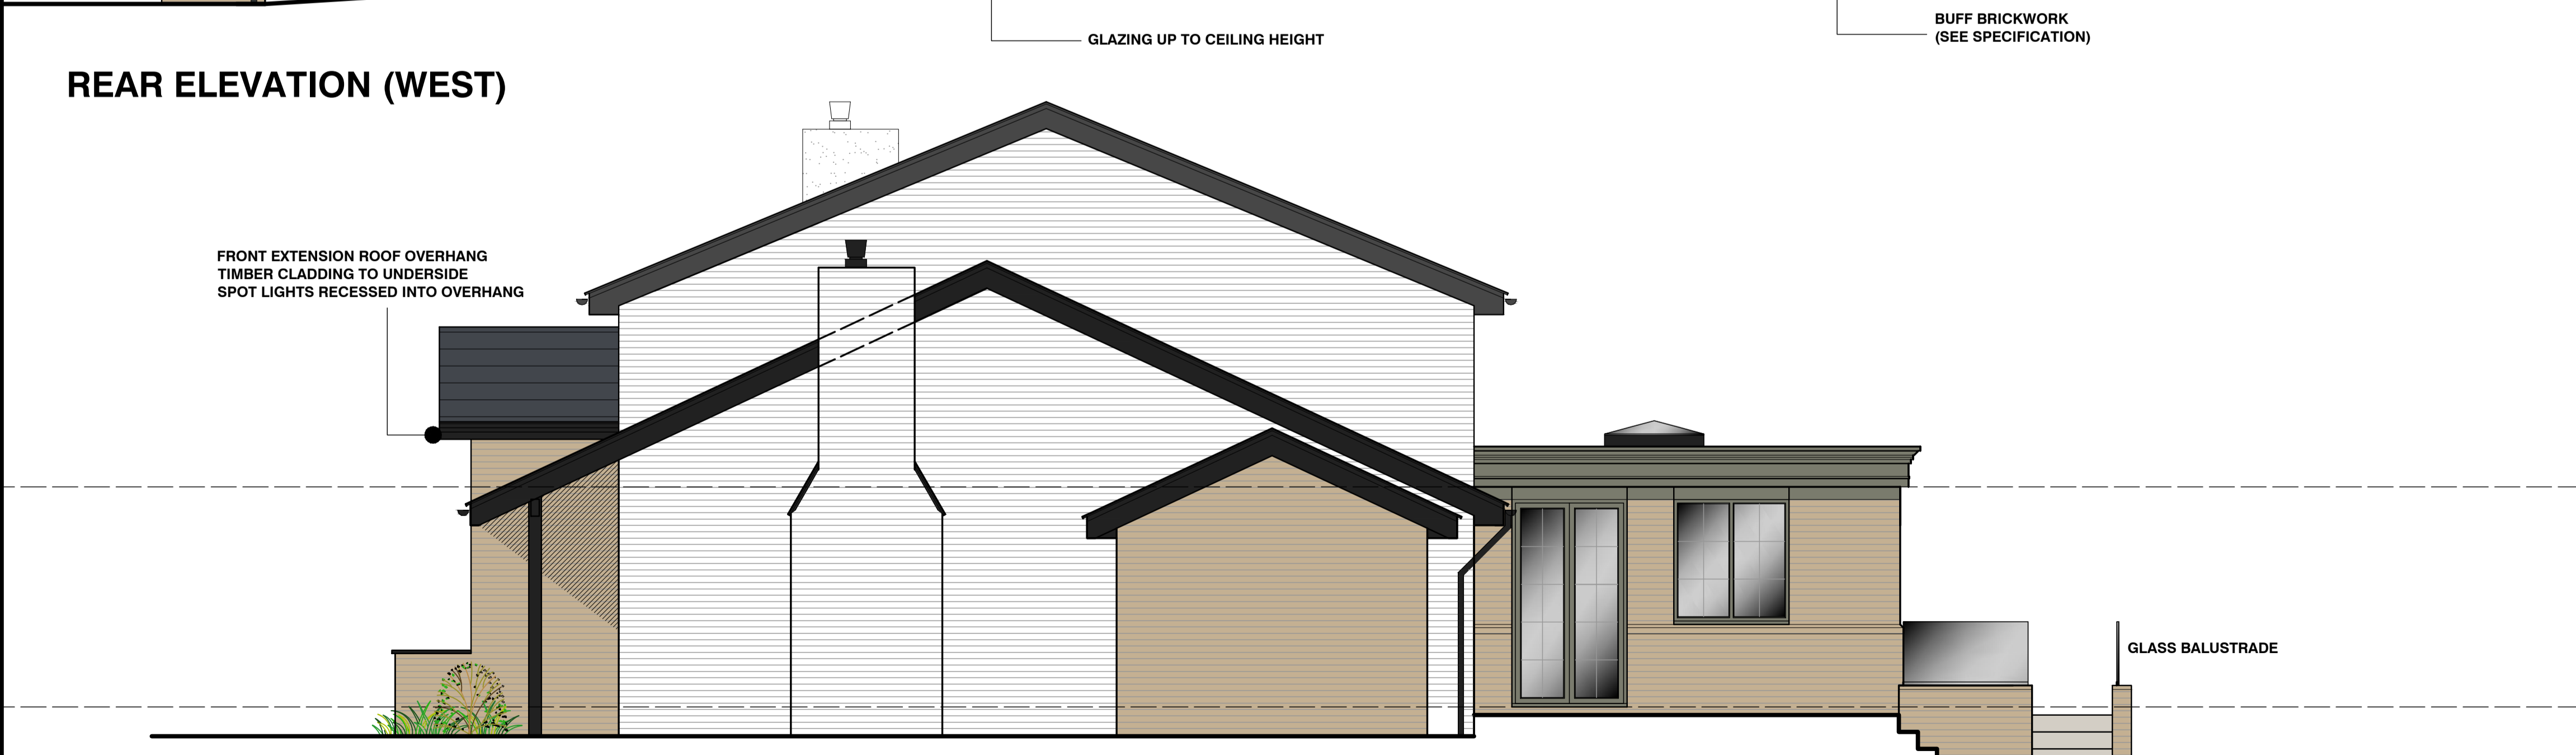 GLAZING UP TO CEILING HEIGHT
BUFF BRICKWORK
(SEE SPECIFICATION)
REAR ELEVATION (WEST)
FRONT EXTENSION ROOF OVERHANG
TIMBER CLADDING TO UNDERSIDE
SPOT LIGHTS RECESSED INTO OVERHANG
GLASS BALUSTRADE